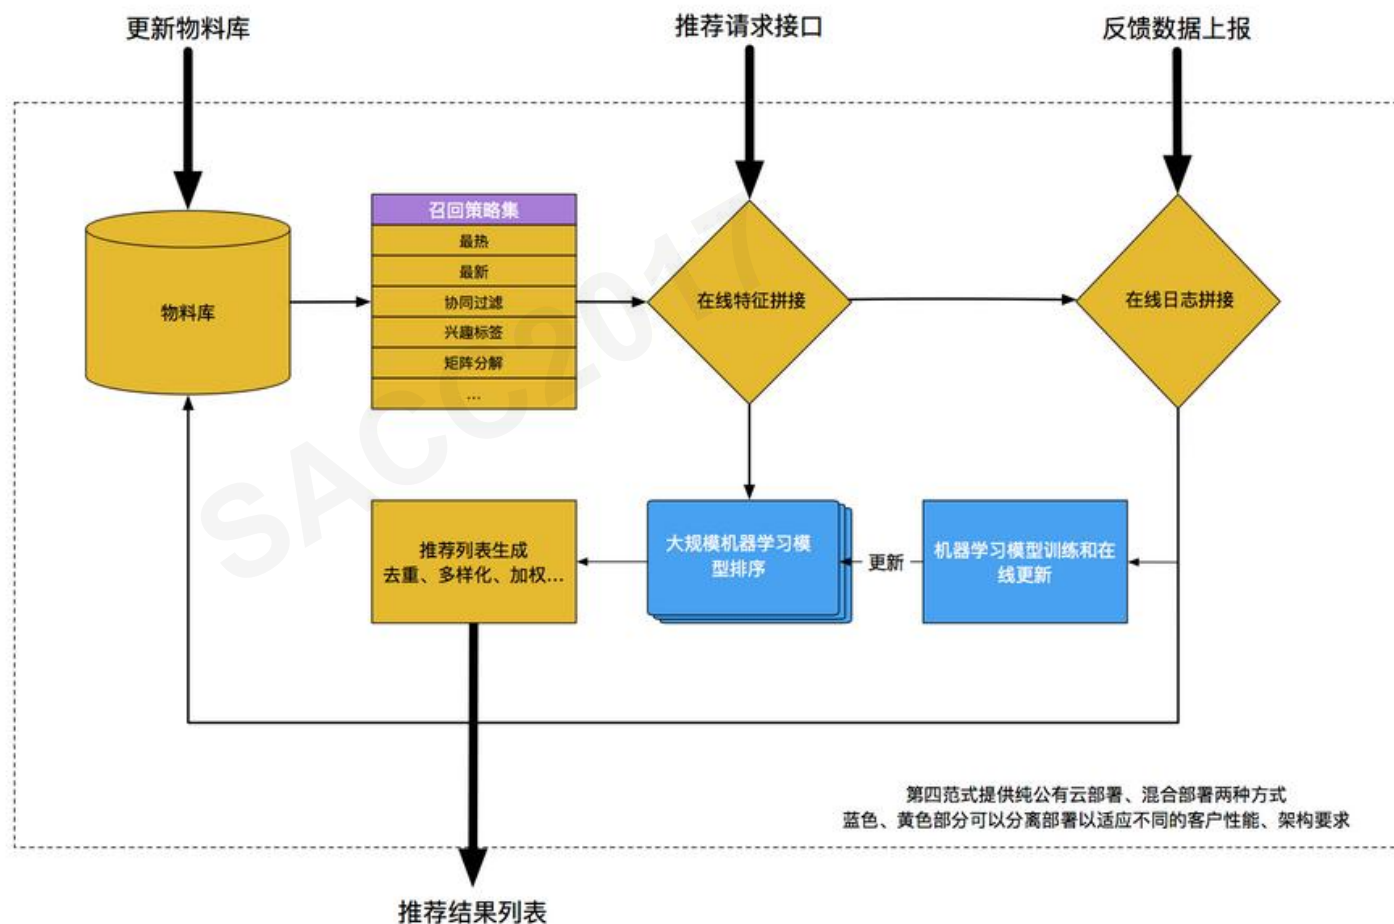 更新物料库
推荐请求接口
反馈数据上报
召回策略集
最热
最新
协同过滤
兴趣标签
矩阵分解
...
物料库
在线特征拼接
在线日志拼接
推荐列表生成
去重、多样化、加权...
大规模机器学习模
型排序
更新
机器学习模型训练和在
线更新
SACC2017
第四范式提供纯公有云部署、混合部署两种方式
蓝色、黄色部分可以分离部署以适应不同的客户性能、架构要求
推荐结果列表